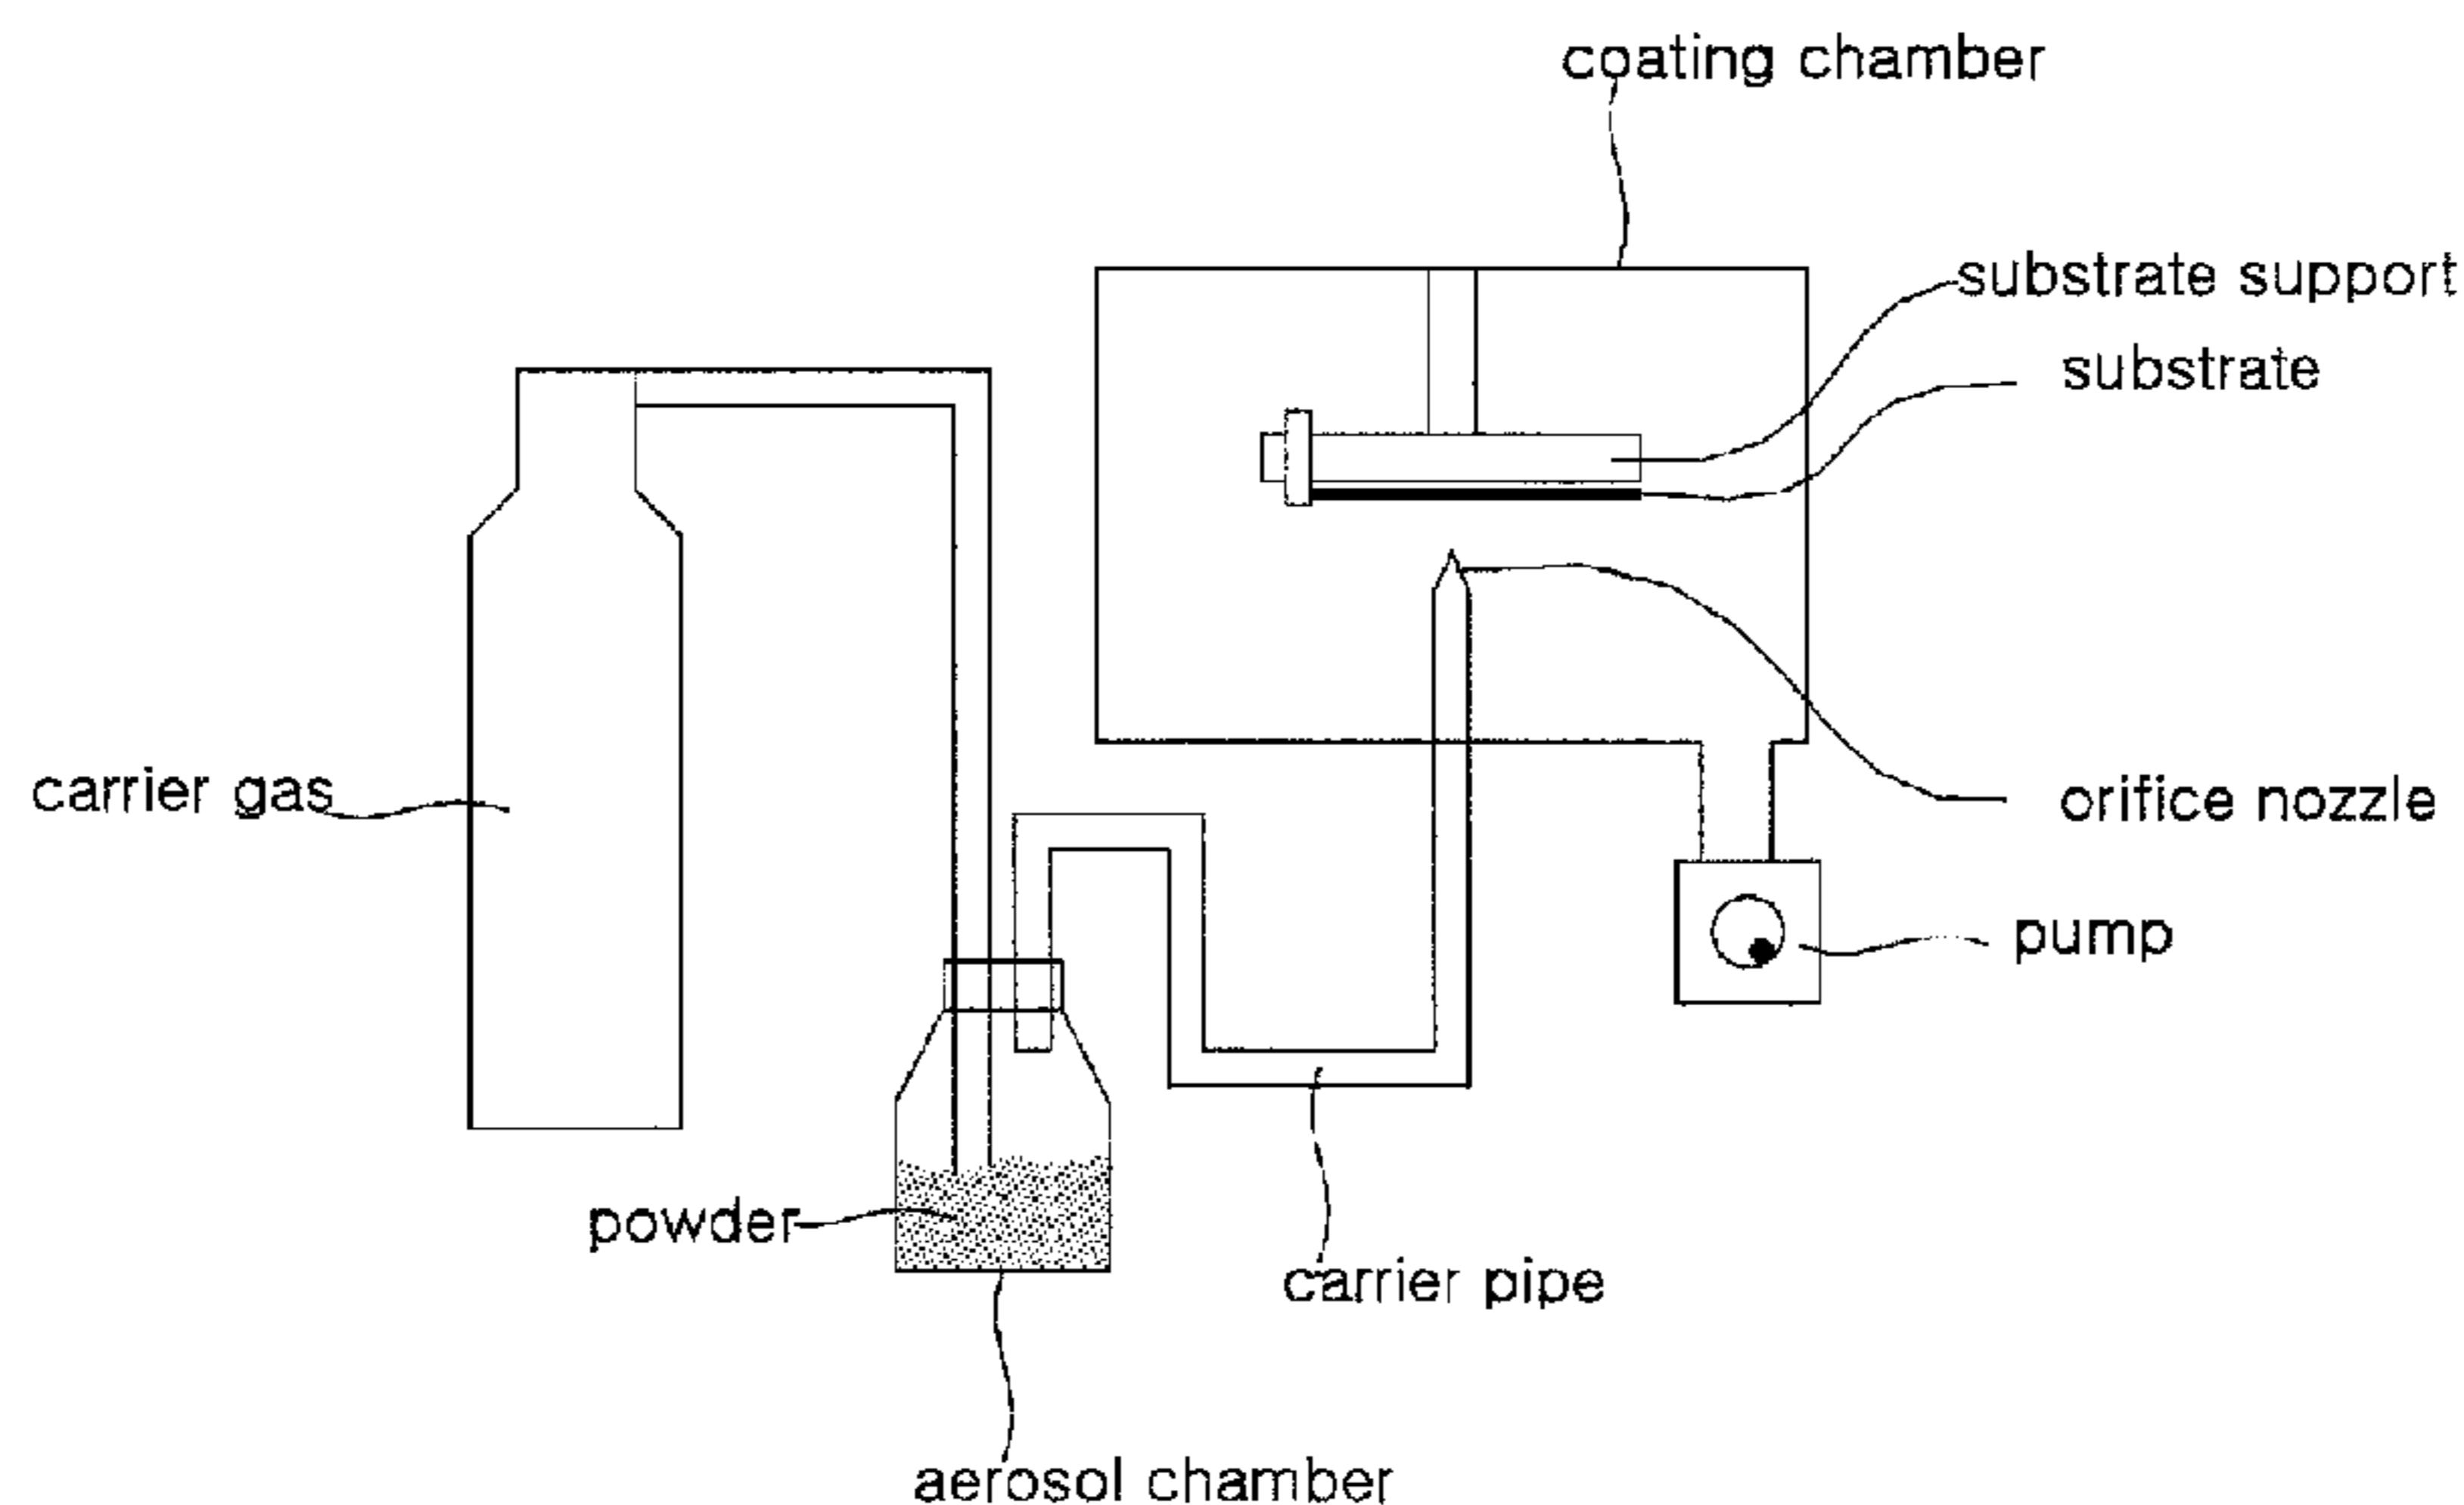 coating chamber
substrate support
substrate
carrier gas
orifice nozzle
pump
powder
carrier pipe
aerosol chamber